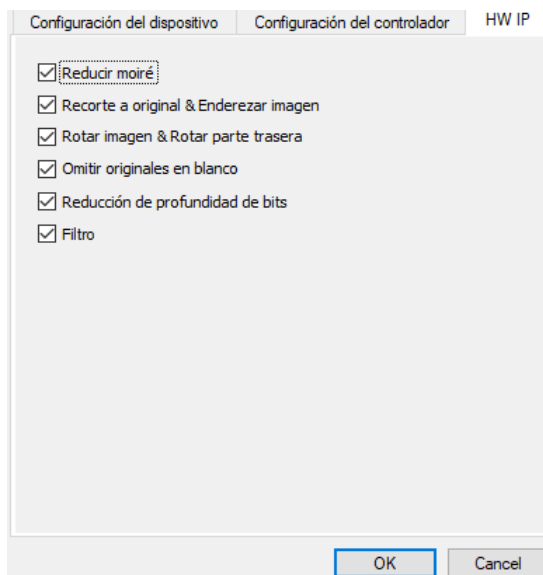 Configuración del dispositivo Configuración del controlador HW IP
Reducir moiré
Recorte a original & Enderezar imagen
Rotar imagen & Rotar parte trasera
Omitir originales en blanco
Reducción de profundidad de bits
Filtro
OK Cancel